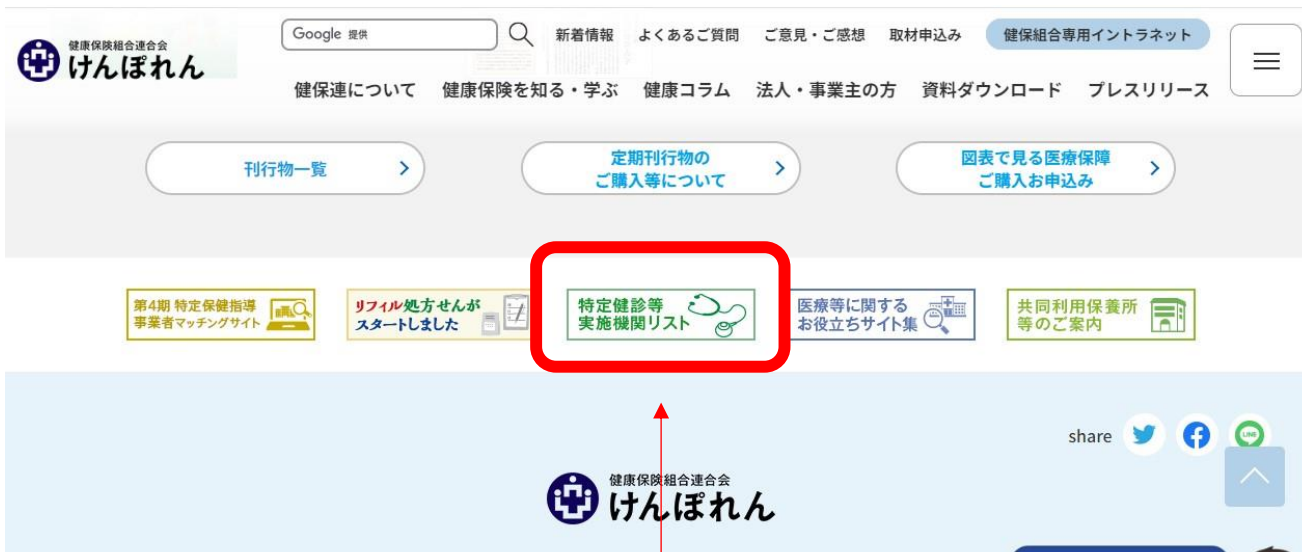 健康保険組合連合会
けんぽれん
Google 提供
新着情報 よくあるご質問 ご意見・ご感想 取材申込み 健保組合専用イントラネット
健保連について 健康保険を知る・学ぶ 健康コラム 法人・事業主の方 資料ダウンロード プレスリリース
刊行物一覧
定期刊行物の
ご購入等について
図表で見る医療保障
ご購入お申込み
第4期 特定保健指導
事業者マッチングサイト
リフィル処方せんが
スタートしました
特定健診等
実施機関リスト
医療等に関する
お役立ちサイト集
共同利用保養所
等のご案内
share
LINE
健康保険組合連合会
けんぽれん